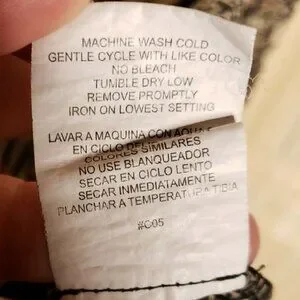 MACHINE WASH COLD
GENTLE CYCLE WITH LIKE COLOR
NO BLEACH
TUMBLE DRY LOW
REMOVE PROMPTLY
IRON ON LOWEST SETTING
LAVAR A MAQUINA CON AGUA
EN CICLO
COLORES SIMILARES
NO USE BLANQUEADOR
SECAR EN CICLO LENTO
SECAR INMEDIATAMENTE
PLANCHAR A TEMPERATURA TIBIA
#C05